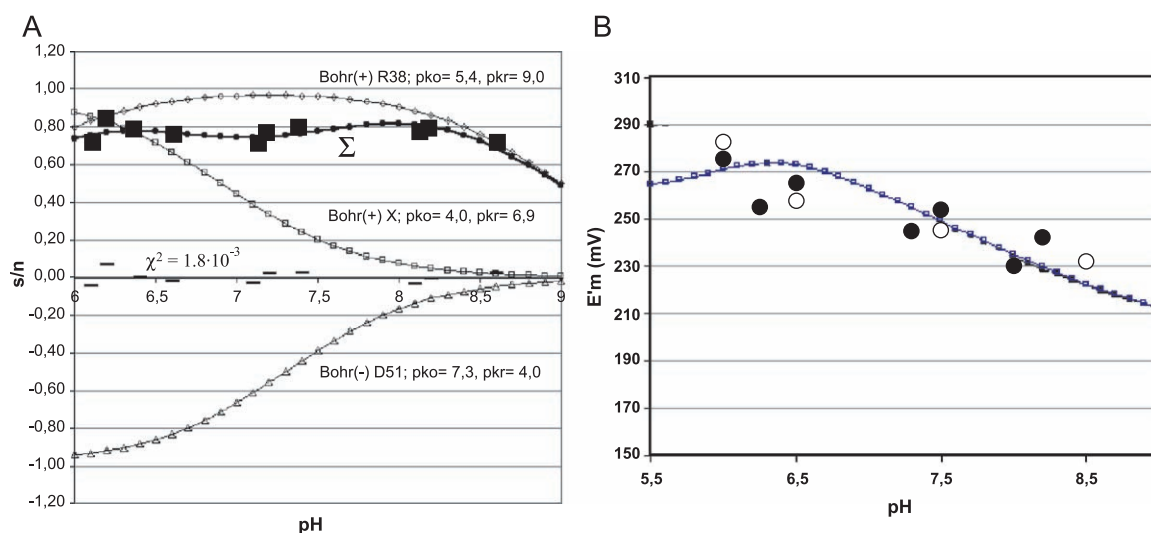 A
s/n
1,20
1,00
0,80
0,60
0,40
0,20
0,00
-0,20
-0,40
-0,60
-0,80
-1,00
-1,20
Bohr(+) R38; pko= 5,4, pkr= 9,0
Σ
Bohr(+) X; pko= 4,0, pkr= 6,9
χ² = 1.8·10⁻³
6 6,5 7 7,5 8 8,5 9
Bohr(-) D51; pko= 7,3, pkr= 4,0
pH
B
E'm (mV)
310
290
270
250
230
210
190
170
150
5,5 6,5 7,5 8,5
pH